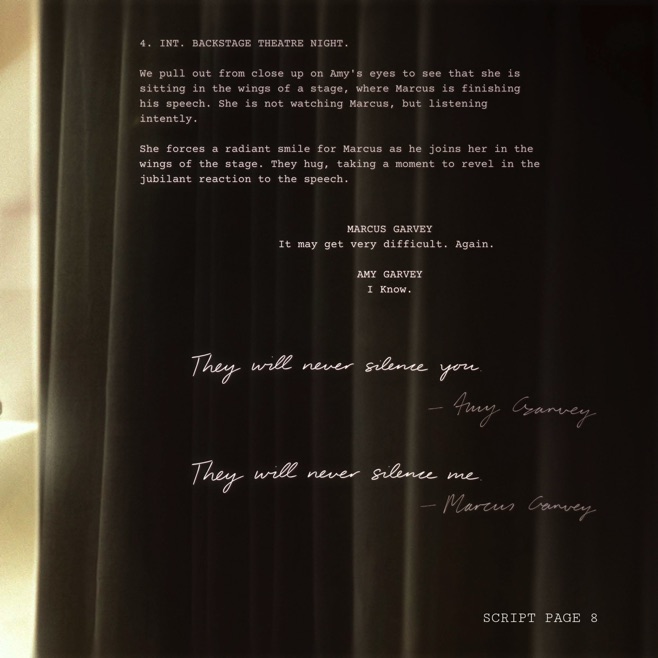 4. INT. BACKSTAGE THEATRE NIGHT.
We pull out from close up on Amy's eyes to see that she is
sitting in the wings of a stage, where Marcus is finishing
his speech. She is not watching Marcus, but listening
intently.
She forces a radiant smile for Marcus as he joins her in the
wings of the stage. They hug, taking a moment to revel in the
jubilant reaction to the speech.
MARCUS GARVEY
It may get very difficult. Again.
AMY GARVEY
I Know.
They will never silence you.
— Amy Garvey
They will never silence me.
— Marcus Garvey
SCRIPT PAGE 8